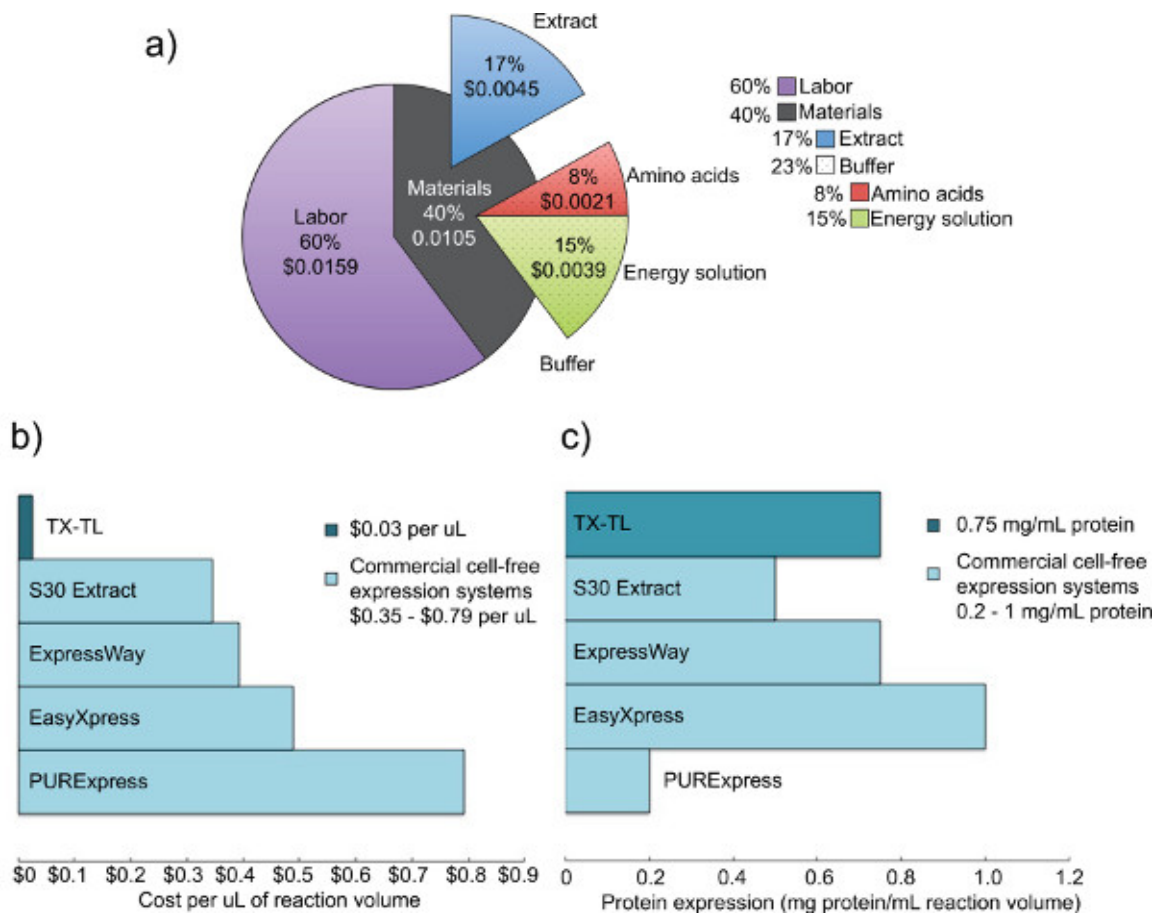 a)
Extract
17%
$0.0045
60% Labor
40% Materials
17% Extract
23% Buffer
8% Amino acids
15% Energy solution
Amino acids
8%
$0.0021
Materials
40%
0.0105
Labor
60%
$0.0159
15%
$0.0039
Energy solution
Buffer
b)
TX-TL
S30 Extract
ExpressWay
EasyXpress
PURExpress
$0.03 per uL
Commercial cell-free
expression systems
$0.35 - $0.79 per uL
$0 $0.1 $0.2 $0.3 $0.4 $0.5 $0.6 $0.7 $0.8 $0.9
Cost per uL of reaction volume
c)
TX-TL
S30 Extract
ExpressWay
EasyXpress
PURExpress
0.75 mg/mL protein
Commercial cell-free
expression systems
0.2 - 1 mg/mL protein
0 0.2 0.4 0.6 0.8 1.0 1.2
Protein expression (mg protein/mL reaction volume)